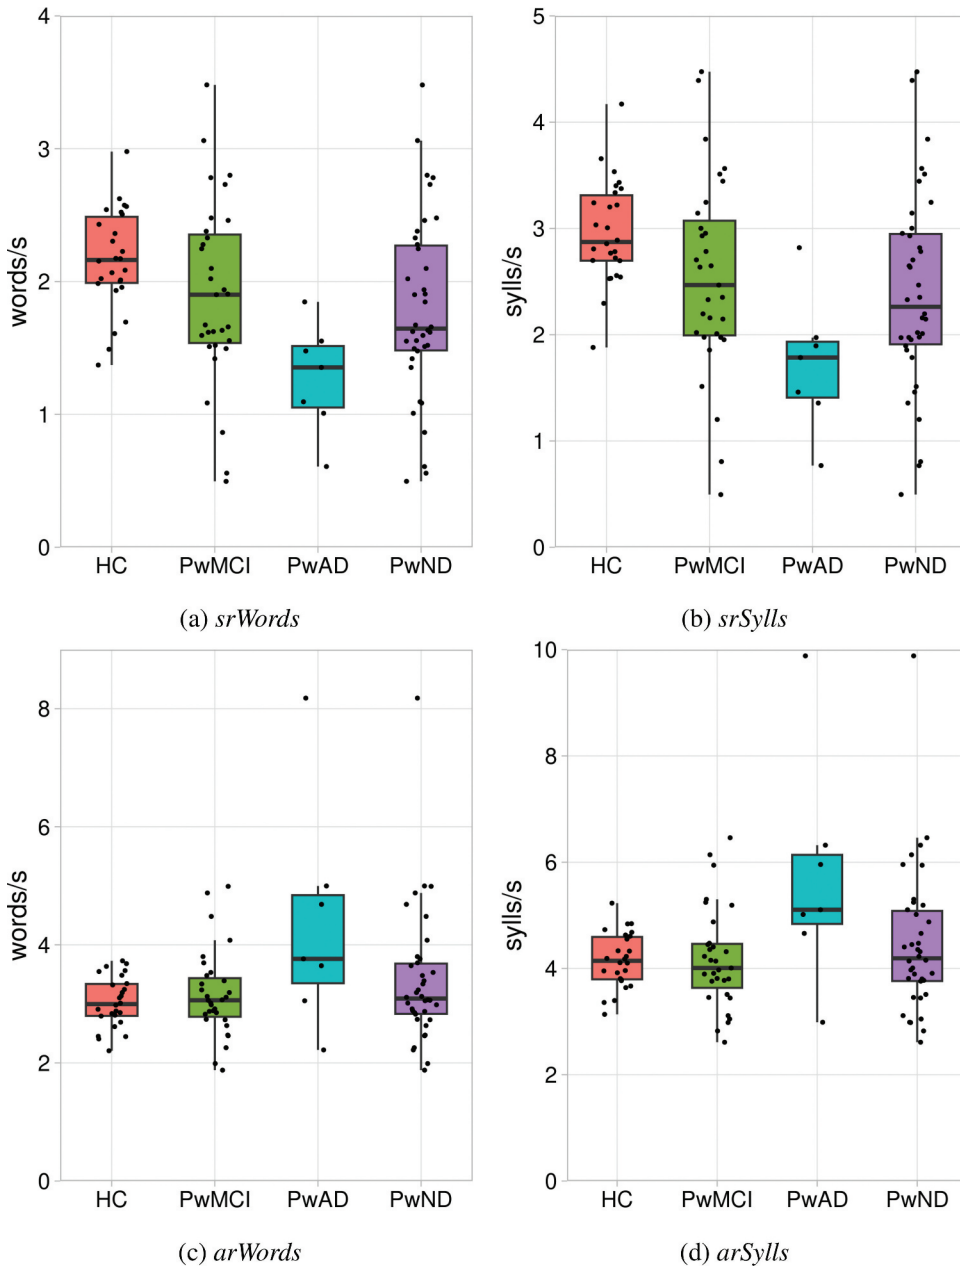 words/s
4
3
2
1
0
HC PwMCI PwAD PwND
(a) srWords
sylls/s
5
4
3
2
1
0
HC PwMCI PwAD PwND
(b) srSylls
words/s
8
6
4
2
0
HC PwMCI PwAD PwND
(c) arWords
sylls/s
10
8
6
4
2
0
HC PwMCI PwAD PwND
(d) arSylls